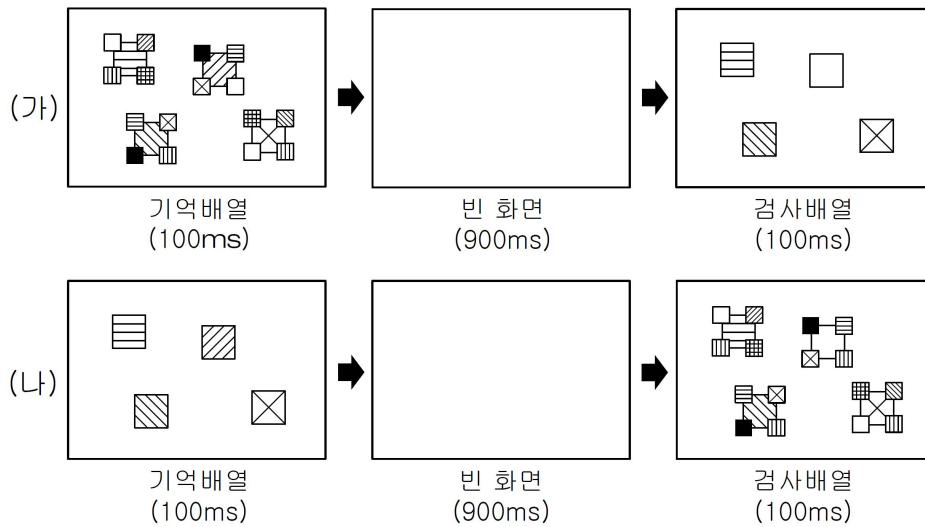 (가)
기억배열 빈 화면 검사배열
(100ms) (900ms) (100ms)
(나)
기억배열 빈 화면 검사배열
(100ms) (900ms) (100ms)